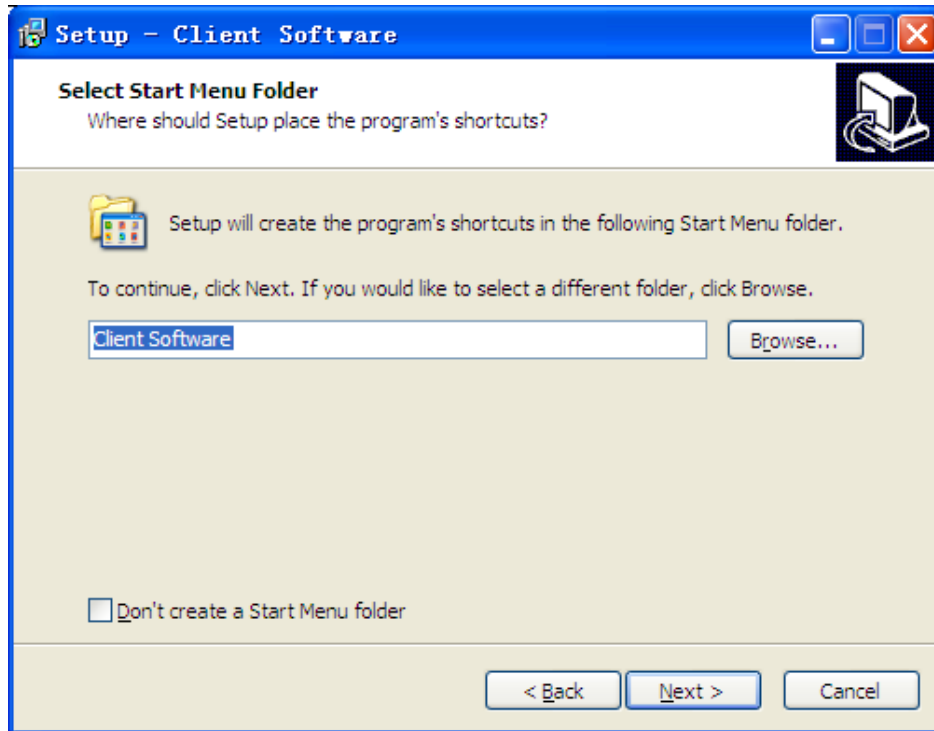 Setup - Client Software
Select Start Menu Folder
Where should Setup place the program's shortcuts?
Setup will create the program's shortcuts in the following Start Menu folder.
To continue, click Next. If you would like to select a different folder, click Browse.
Client Software
Browse...
Don't create a Start Menu folder
< Back
Next >
Cancel